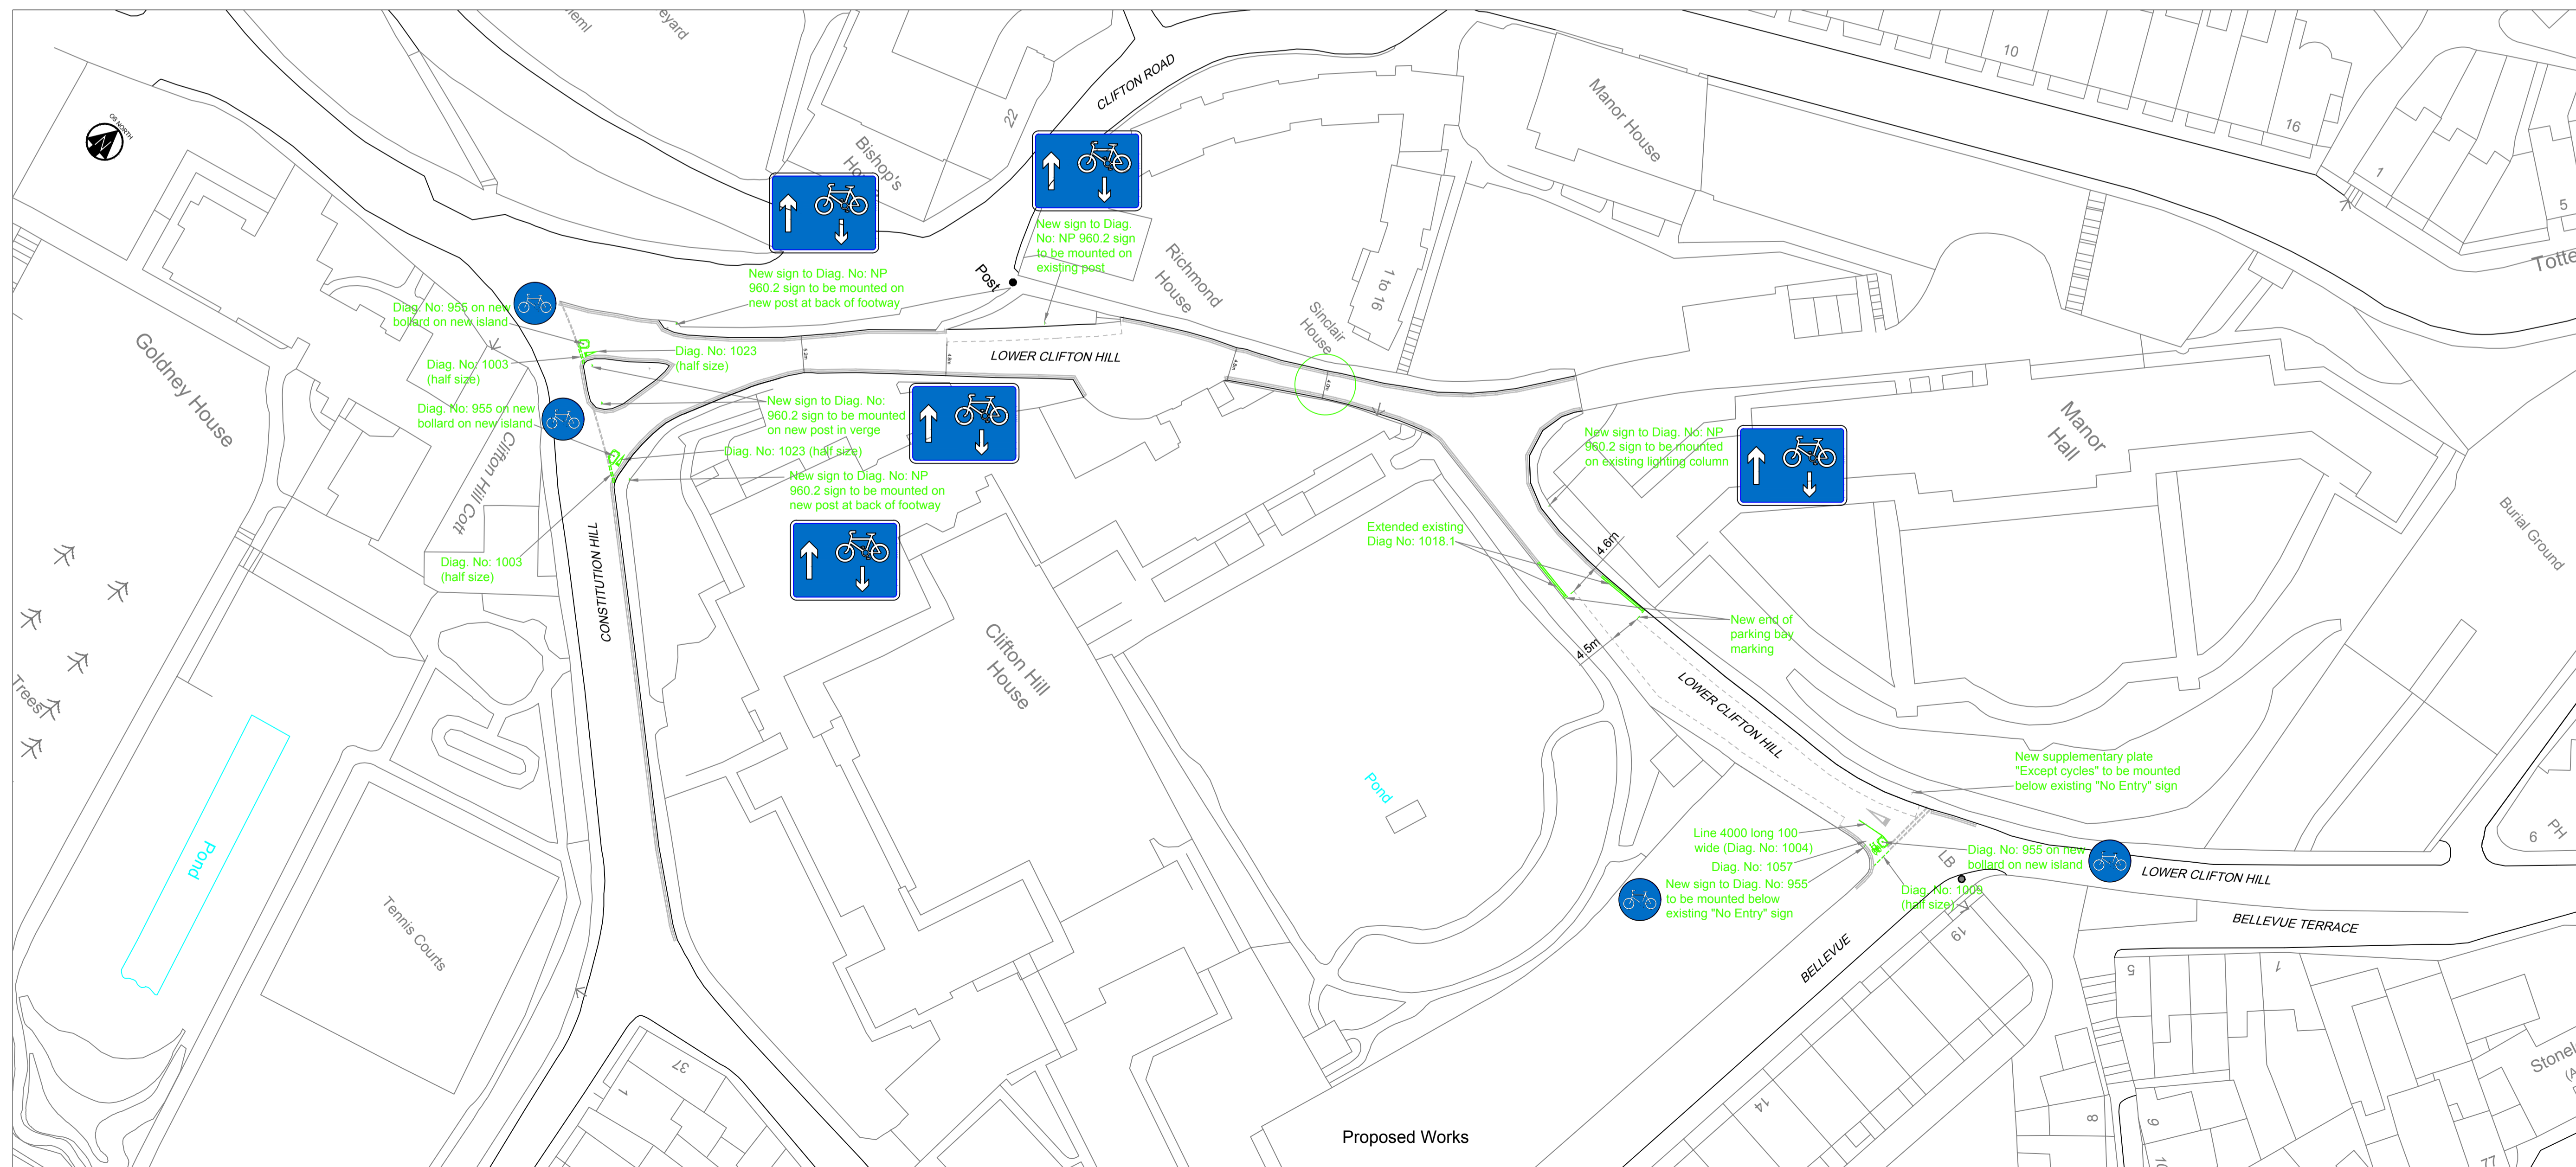 eyard
10
CLIFTON ROAD
Manor House
16
OS NORTH
22
Bishop's
1
5
New sign to Diag.
No: NP 960.2 sign
to be mounted on
existing post
Richmond
House
1 to 16
Totte
Post
New sign to Diag. No: NP
960.2 sign to be mounted on
new post at back of footway
Diag. No: 955 on new
bollard on new island
Sinclair
House
Goldney House
Diag. No: 1003
(half size)
Diag. No: 1023
(half size)
LOWER CLIFTON HILL
Diag. No: 955 on new
bollard on new island
New sign to Diag. No:
960.2 sign to be mounted
on new post in verge
Diag. No: 1023 (half size)
New sign to Diag. No: NP
960.2 sign to be mounted on
new post at back of footway
Clifton Hill Cott
New sign to Diag. No: NP
960.2 sign to be mounted
on existing lighting column
Manor
Hall
Burial Ground
Extended existing
Diag No: 1018.1
4.6m
Diag. No: 1003
(half size)
CONSTITUTION HILL
Clifton Hill
House
New end of
parking bay
marking
4.5m
Trees
LOWER CLIFTON HILL
New supplementary plate
"Except cycles" to be mounted
below existing "No Entry" sign
Pond
Pond
Line 4000 long 100
wide (Diag. No: 1004)
Diag. No: 1057
New sign to Diag. No: 955
to be mounted below
existing "No Entry" sign
Diag. No: 955 on new
bollard on new island
Diag. No: 1009
(half size)
LB
PH
6
LOWER CLIFTON HILL
BELLEVUE TERRACE
BELLEVUE
Tennis Courts
19
5
1
37
1
14
8
9
10
77
Stonel
(A
Proposed Works